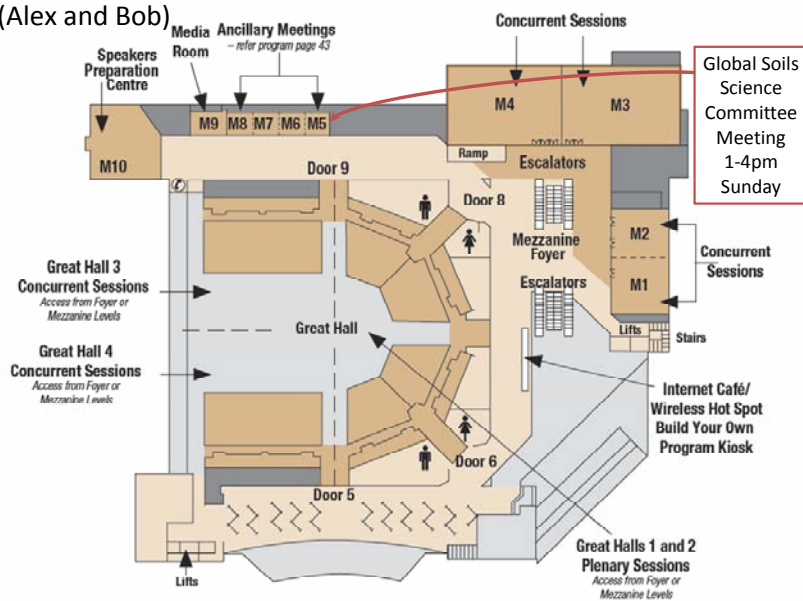 (Alex and Bob)
Concurrent Sessions
Media
Room
Ancillary Meetings
– refer program page 43
Speakers
Preparation
Centre
Global Soils
Science
Committee
Meeting
1-4pm
Sunday
M10
M9
M8
M7
M6
M5
M4
M3
Ramp
Escalators
Door 9
Door 8
M2
M1
Mezzanine
Foyer
Concurrent
Sessions
Escalators
Great Hall 3
Concurrent Sessions
Access from Foyer or
Mezzanine Levels
Great Hall
Lifts
Stairs
Great Hall 4
Concurrent Sessions
Access from Foyer or
Mezzanine Levels
Internet Café/
Wireless Hot Spot
Build Your Own
Program Kiosk
Door 6
Door 5
Great Halls 1 and 2
Plenary Sessions
Access from Foyer or
Mezzanine Levels
Lifts